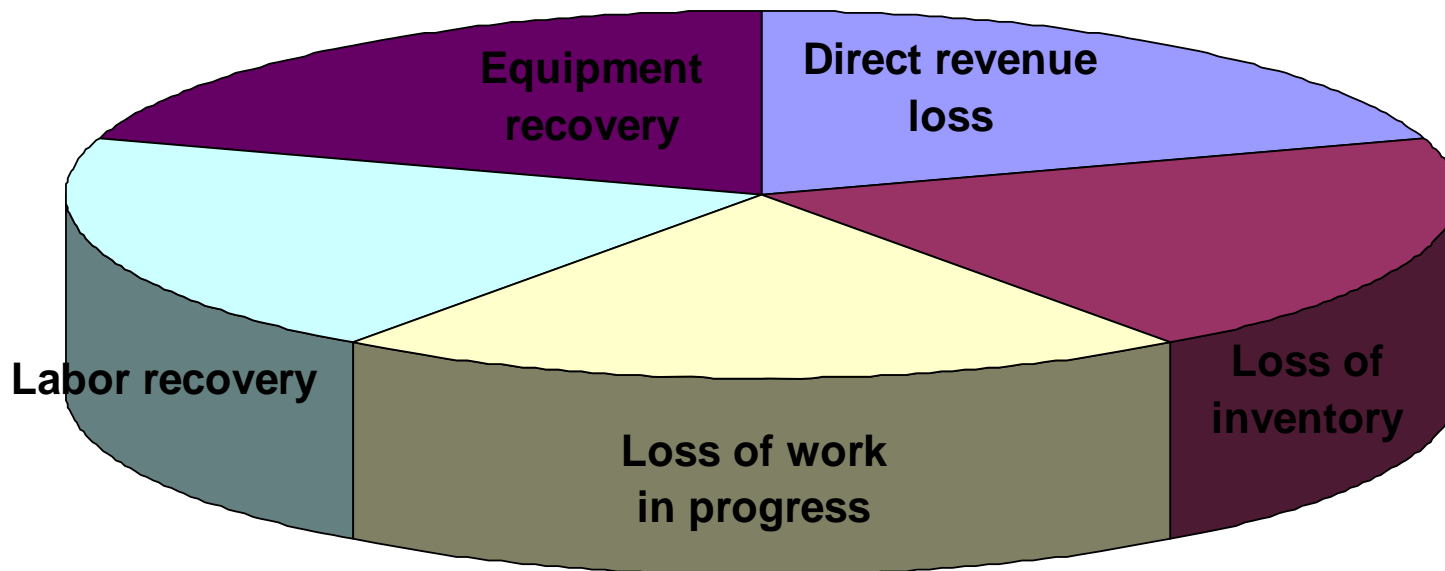 Equipment
recovery
Direct revenue
loss
Labor recovery
Loss of
inventory
Loss of work
in progress